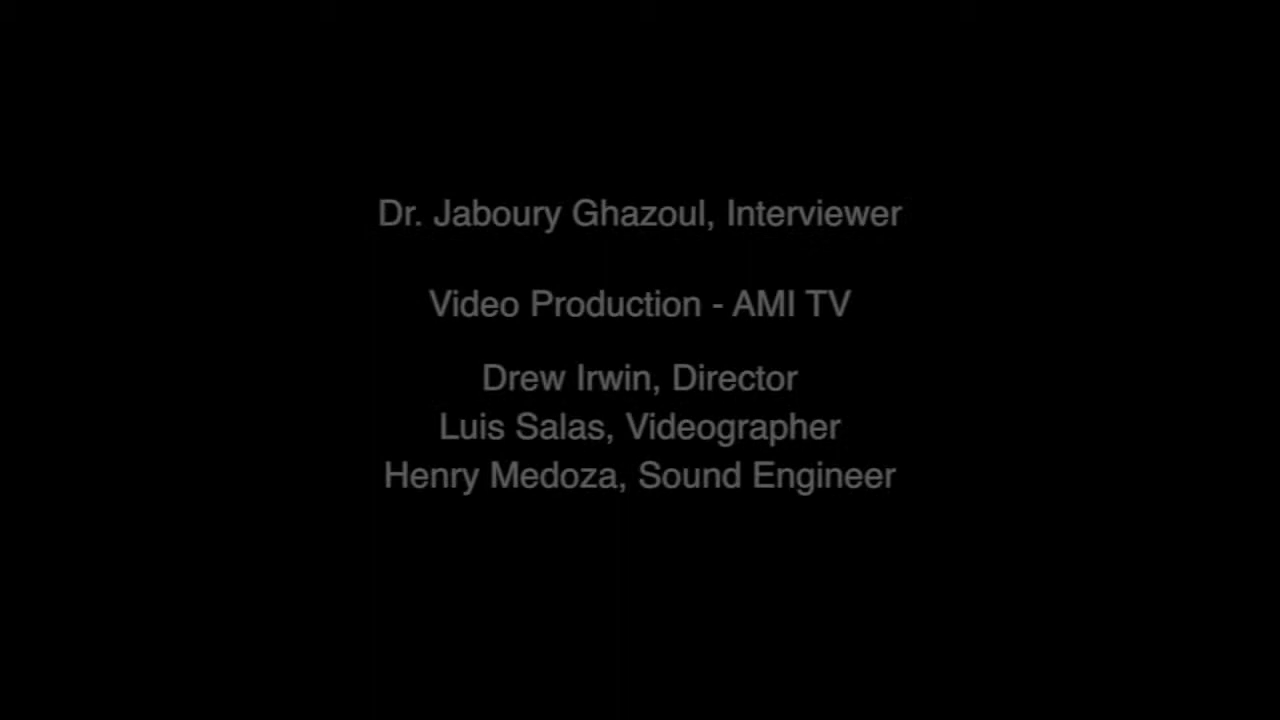 Dr. Jaboury Ghazoul, Interviewer
Video Production - AMI TV
Drew Irwin, Director
Luis Salas, Videographer
Henry Medoza, Sound Engineer